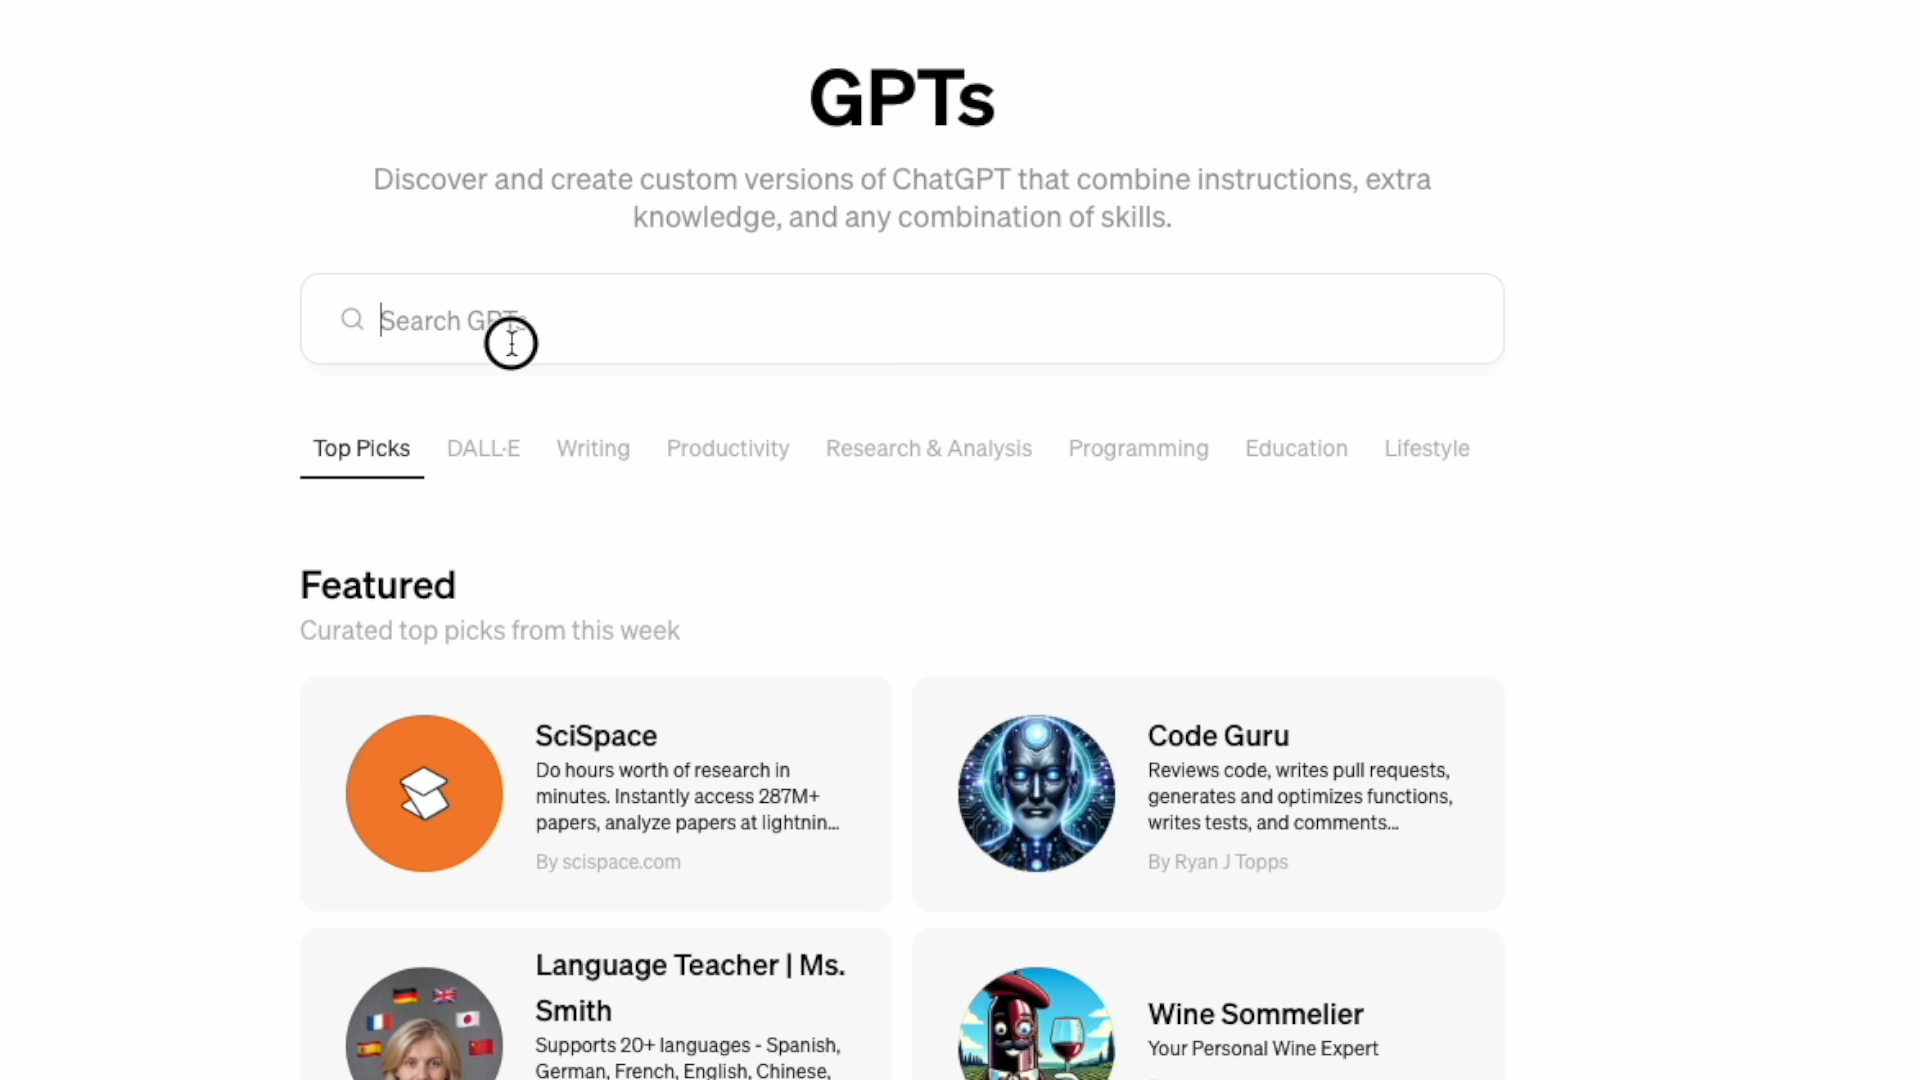 GPTs
Discover and create custom versions of ChatGPT that combine instructions, extra
knowledge, and any combination of skills.
Search GPTs
Top Picks DALL·E Writing Productivity Research & Analysis Programming Education Lifestyle
Featured
Curated top picks from this week
SciSpace
Do hours worth of research in
minutes. Instantly access 287M+
papers, analyze papers at lightnin...
By scispace.com
Code Guru
Reviews code, writes pull requests,
generates and optimizes functions,
writes tests, and comments...
By Ryan J Topps
Language Teacher | Ms.
Smith
Supports 20+ languages - Spanish,
German, French, English, Chinese,
Wine Sommelier
Your Personal Wine Expert